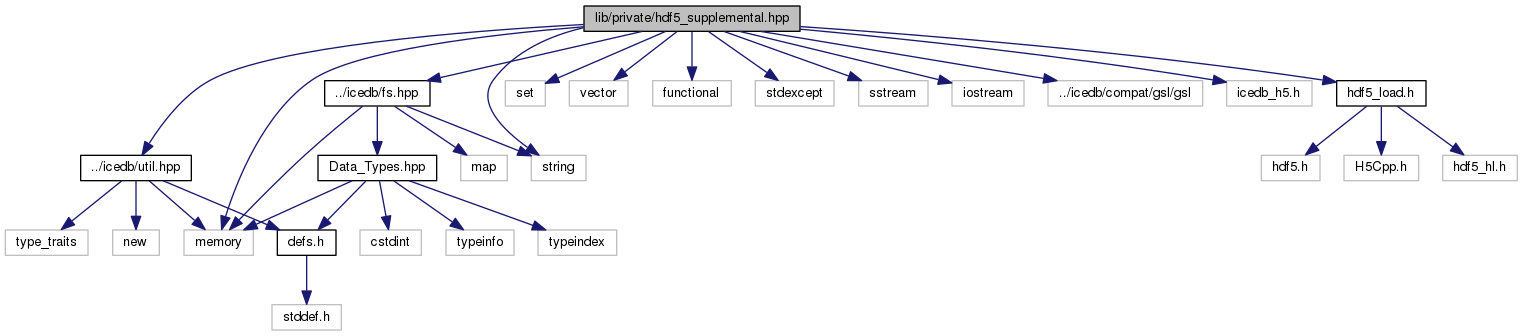 lib/private/hdf5_supplemental.hpp
../icedb/fs.hpp
set
vector
functional
stdexcept
sstream
iostream
../icedb/compat/gsl/gsl
icedb_h5.h
hdf5_load.h
../icedb/util.hpp
Data_Types.hpp
map
string
hdf5.h
H5Cpp.h
hdf5_hl.h
type_traits
new
memory
defs.h
cstdint
typeinfo
typeindex
stddef.h